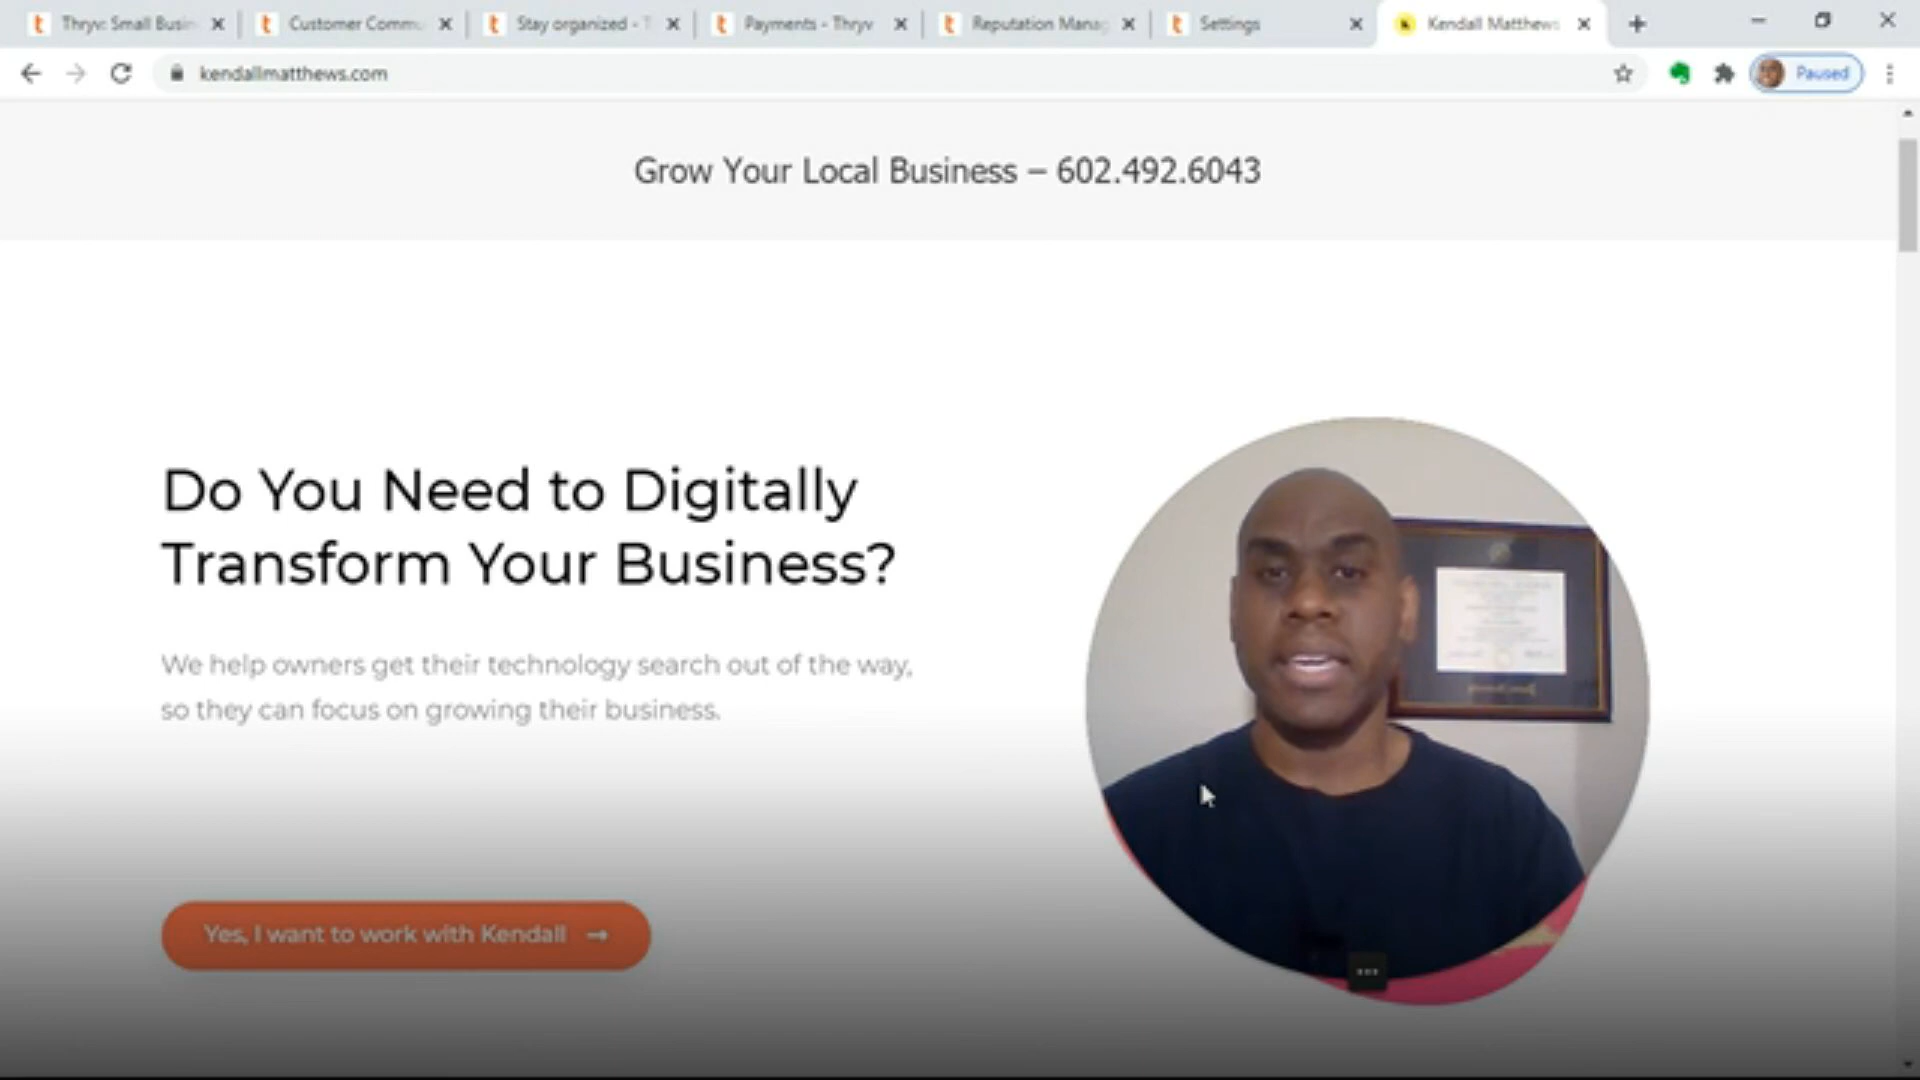 Thryv: Small Busin
Customer Commu
Stay organized - T
Payments - Thryv
Reputation Manag
Settings
Kendall Matthews
kendallmatthews.com
Paused
Grow Your Local Business – 602.492.6043
Do You Need to Digitally
Transform Your Business?
We help owners get their technology search out of the way,
so they can focus on growing their business.
Yes, I want to work with Kendall →